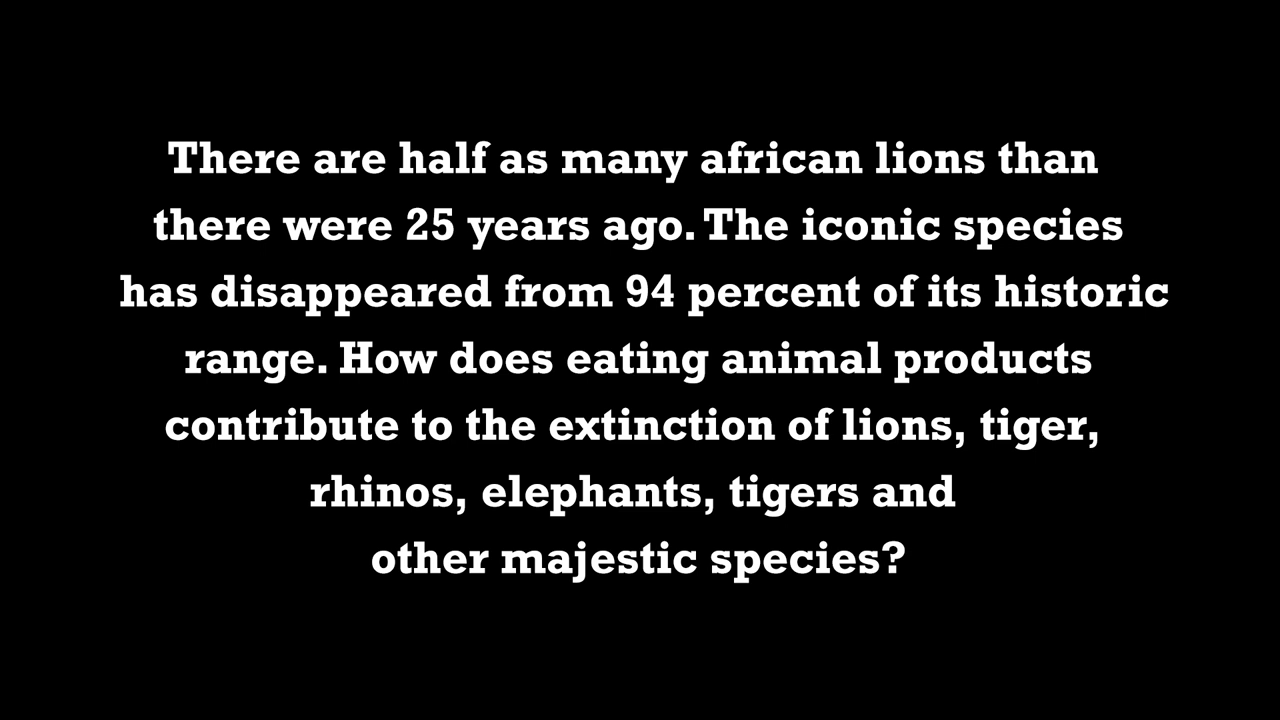 There are half as many african lions than
there were 25 years ago. The iconic species
has disappeared from 94 percent of its historic
range. How does eating animal products
contribute to the extinction of lions, tiger,
rhinos, elephants, tigers and
other majestic species?